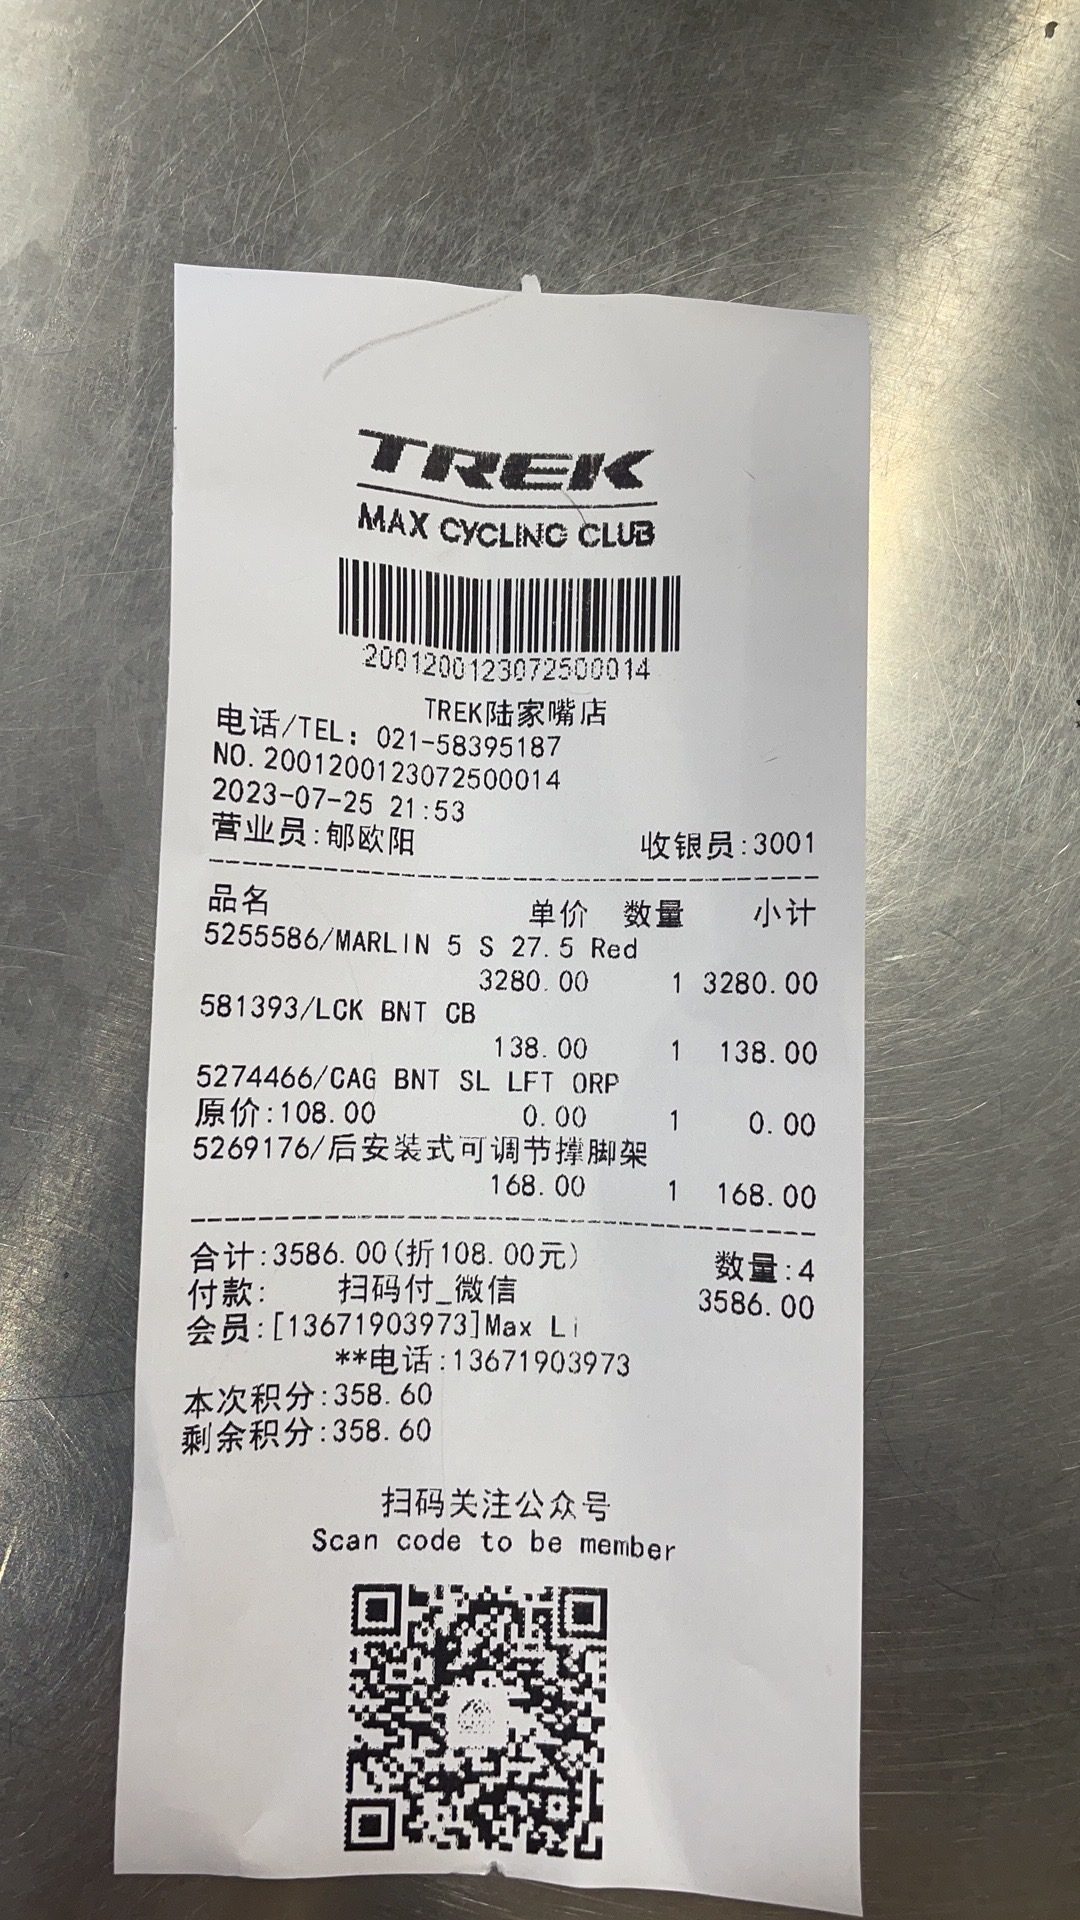 TREK
MAX CYCLING CLUB
2001200123072500014
TREK陆家嘴店
电话/TEL: 021-58395187
NO.2001200123072500014
2023-07-25 21:53
营业员:郇欧阳 收银员:3001
品名 单价 数量 小计
5255586/MARLIN 5 S 27.5 Red
3280.00 1 3280.00
581393/LCK BNT CB
138.00 1 138.00
5274466/CAG BNT SL LFT ORP
原价:108.00 0.00 1 0.00
5269176/后安装式可调节撑脚架
168.00 1 168.00
合计:3586.00(折108.00元) 数量:4
付款: 扫码付_微信 3586.00
会员:[13671903973]Max Li
**电话:13671903973
本次积分:358.60
剩余积分:358.60
扫码关注公众号
Scan code to be member